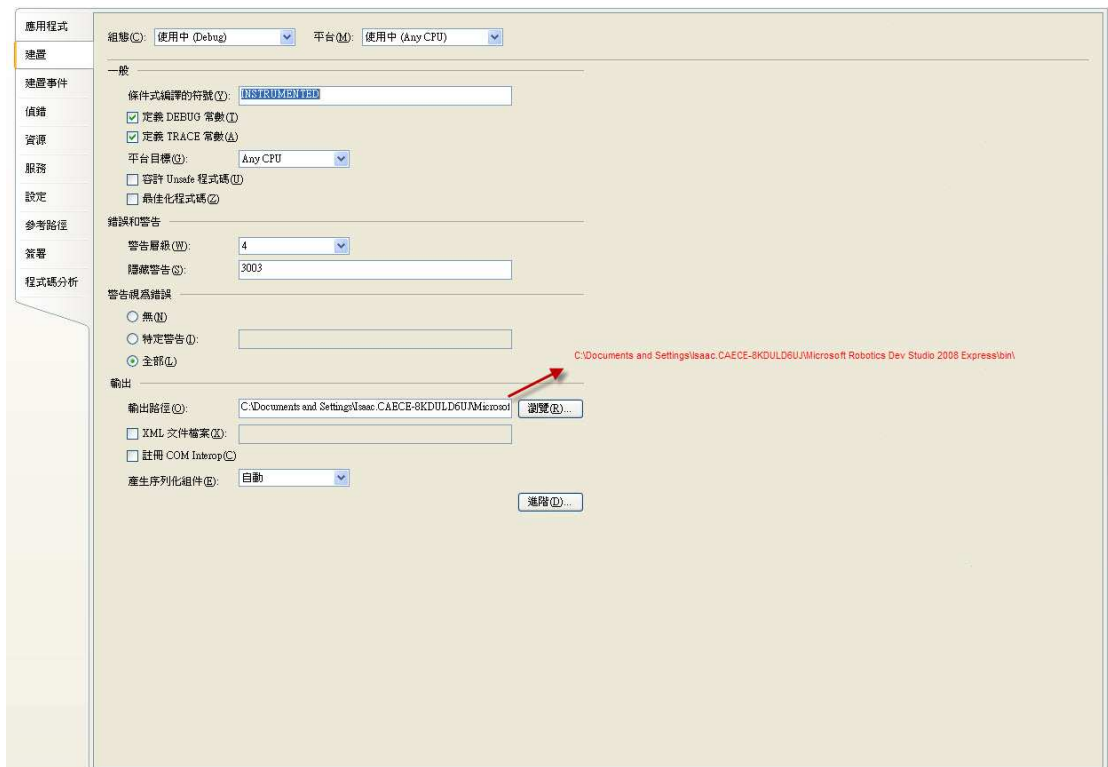 應用程式
建置
建置事件
偵錯
資源
服務
設定
參考路徑
簽署
程式碼分析
組態(C): 使用中 (Debug) 平台(M): 使用中 (Any CPU)
一般
條件式編譯的符號(Y): INSTRUMENTED
定義 DEBUG 常數(T)
定義 TRACE 常數(A)
平台目標(G): Any CPU
容許 Unsafe 程式碼(U)
最佳化程式碼(Z)
錯誤和警告
警告層級(W): 4
隱藏警告(S): 3003
警告視為錯誤
無(N)
特定警告(I):
全部(L)
C:\Documents and Settings\Isaac.CAECE-8KDULD6UJ\Microsoft Robotics Dev Studio 2008 Express\bin\
輸出
輸出路徑(O): C:\Documents and Settings\Isaac.CAECE-8KDULD6UJ\Microsof 瀏覽(R)...
XML 文件檔案(X):
註冊 COM Interop(C)
產生序列化組件(E): 自動
進階(D)...